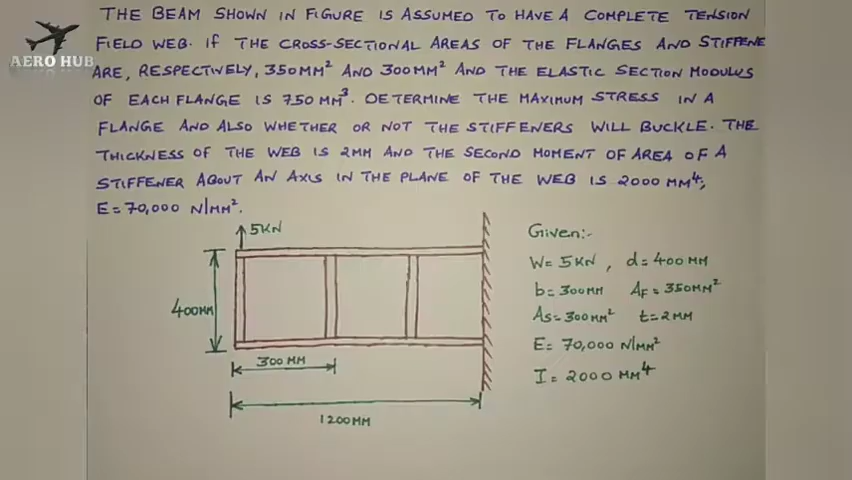 THE BEAM SHOWN IN FIGURE IS ASSUMED TO HAVE A COMPLETE TENSION
FIELD WEB. IF THE CROSS-SECTIONAL AREAS OF THE FLANGES AND STIFFENE
AERO HUB
ARE, RESPECTIVELY, 350MM² AND 300MM² AND THE ELASTIC SECTION MODULUS
OF EACH FLANGE IS 750 MM³. DETERMINE THE MAXIMUM STRESS IN A
FLANGE AND ALSO WHETHER OR NOT THE STIFFENERS WILL BUCKLE. THE
THICKNESS OF THE WEB IS 2MM AND THE SECOND MOMENT OF AREA OF A
STIFFENER ABOUT AN AXIS IN THE PLANE OF THE WEB IS 2000 MM⁴;
E=70,000 N/MM².
5KN
400MM
300 MM
1200MM
Given:-
W=5KN, d=400MM
b=300MM AF=350MM²
AS=300MM² t=2MM
E=70,000 N/MM²
I=2000 MM⁴